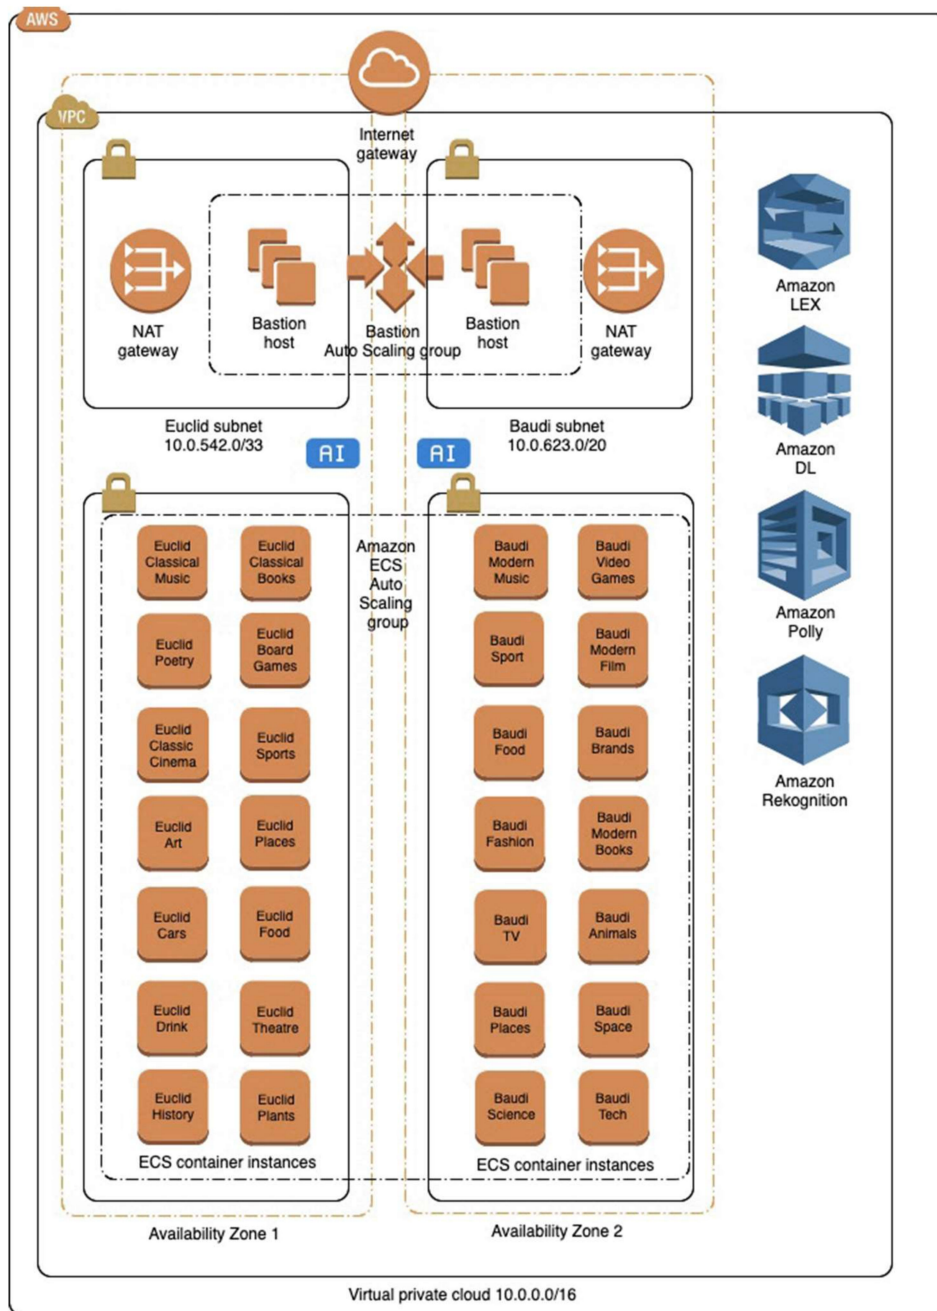 AWS
VPC
Internet
gateway
NAT
gateway
Bastion
host
Bastion
Auto Scaling group
Bastion
host
NAT
gateway
Euclid subnet
10.0.542.0/33
Baudi subnet
10.0.623.0/20
AI
AI
Amazon
LEX
Amazon
DL
Amazon
Polly
Amazon
Rekognition
Amazon
ECS
Auto
Scaling
group
Euclid
Classical
Music
Euclid
Classical
Books
Euclid
Poetry
Euclid
Board
Games
Euclid
Classic
Cinema
Euclid
Sports
Euclid
Art
Euclid
Places
Euclid
Cars
Euclid
Food
Euclid
Drink
Euclid
Theatre
Euclid
History
Euclid
Plants
ECS container instances
Baudi
Modern
Music
Baudi
Video
Games
Baudi
Sport
Baudi
Modern
Film
Baudi
Food
Baudi
Brands
Baudi
Fashion
Baudi
Modern
Books
Baudi
TV
Baudi
Animals
Baudi
Places
Baudi
Space
Baudi
Science
Baudi
Tech
ECS container instances
Availability Zone 1
Availability Zone 2
Virtual private cloud 10.0.0.0/16